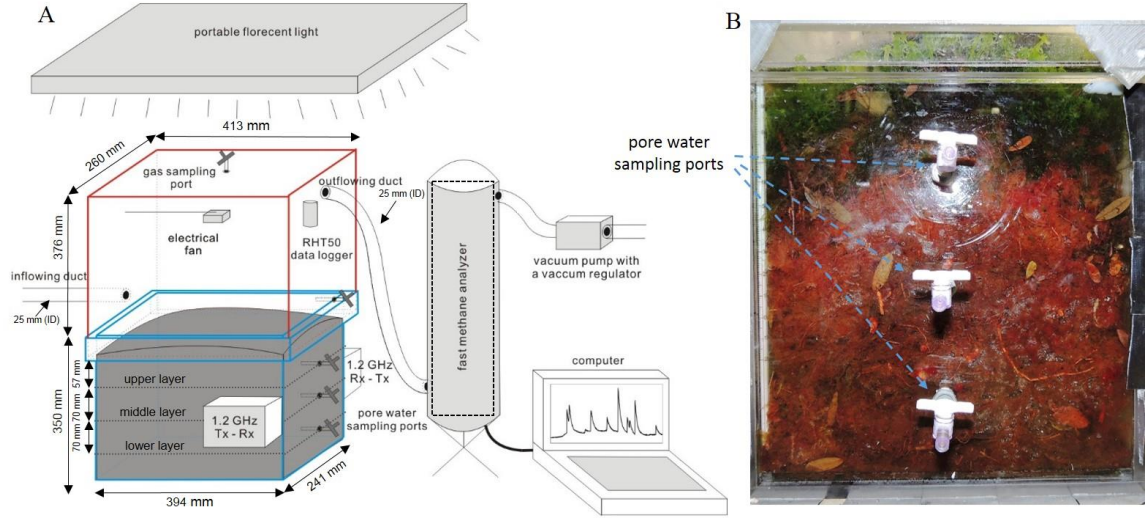 A
portable florecent light
413 mm
260 mm
gas sampling
port
outflowing duct
25 mm (ID)
376 mm
electrical
fan
RHT50
data logger
inflowing duct
25 mm (ID)
vacuum pump with
a vaccum regulator
fast methane analyzer
350 mm
57 mm
upper layer
1.2 GHz
Rx - Tx
70 mm
middle layer
1.2 GHz
Tx - Rx
pore water
sampling ports
70 mm
lower layer
computer
394 mm
241 mm
B
pore water
sampling ports